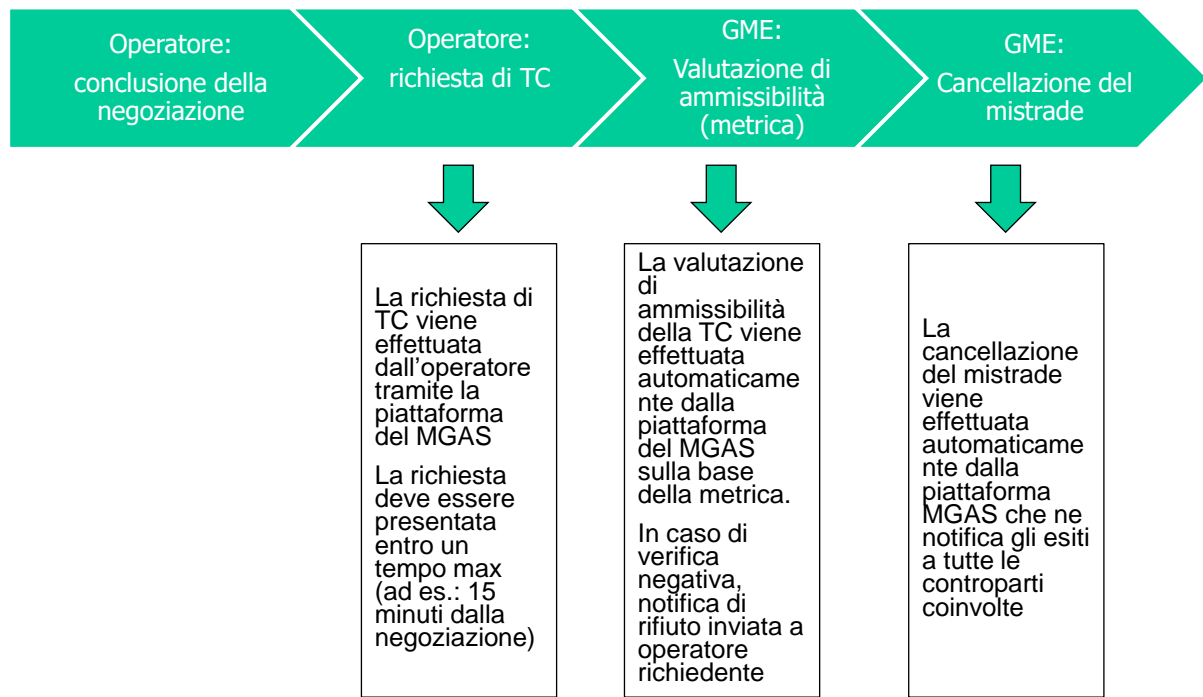 Operatore:
conclusione della
negoziazione
Operatore:
richiesta di TC
GME:
Valutazione di
ammissibilità
(metrica)
GME:
Cancellazione del
mistrade
La richiesta di
TC viene
effettuata
dall’operatore
tramite la
piattaforma
del MGAS
La richiesta
deve essere
presentata
entro un
tempo max
(ad es.: 15
minuti dalla
negoziazione)
La valutazione
di
ammissibilità
della TC viene
effettuata
automaticame
nte dalla
piattaforma
del MGAS
sulla base
della metrica.
In caso di
verifica
negativa,
notifica di
rifiuto inviata a
operatore
richiedente
La
cancellazione
del mistrade
viene
effettuata
automaticame
nte dalla
piattaforma
MGAS che ne
notifica gli esiti
a tutte le
controparti
coinvolte